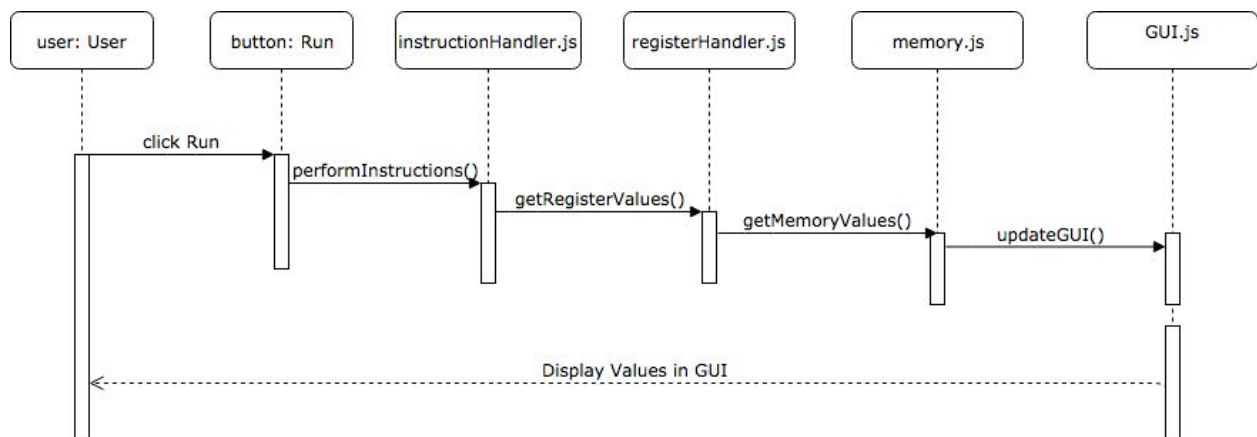 user: User
button: Run
instructionHandler.js
registerHandler.js
memory.js
GUI.js
click Run
performInstructions()
getRegisterValues()
getMemoryValues()
updateGUI()
Display Values in GUI